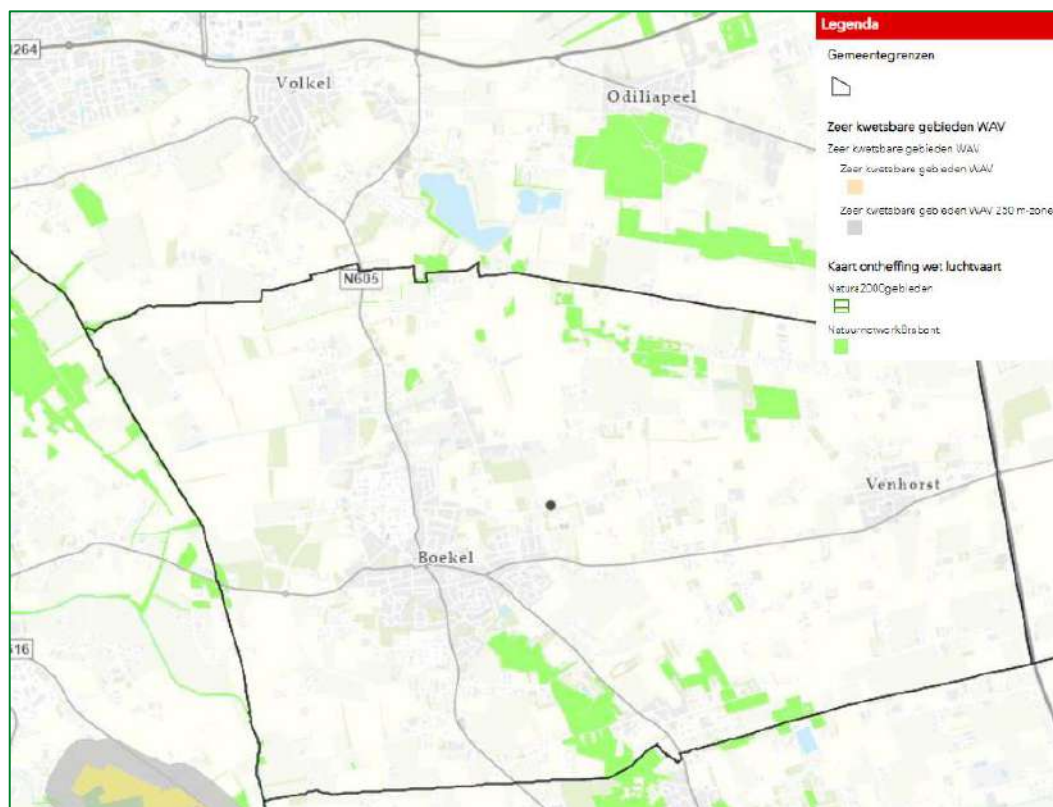 Legenda
Gemeentegrenzen
Zeer kwetsbare gebieden WAV
Zeer kwetsbare gebieden WAV
Zeer kwetsbare gebieden WAV
Zeer kwetsbare gebieden WAV 250 m-zone
Kaart ontheffing wet luchtvaart
Natura2000gebieden
NatuurnetwerkBrabant
264
Volkel
Odiliapeel
N605
Venhorst
Boekel
616